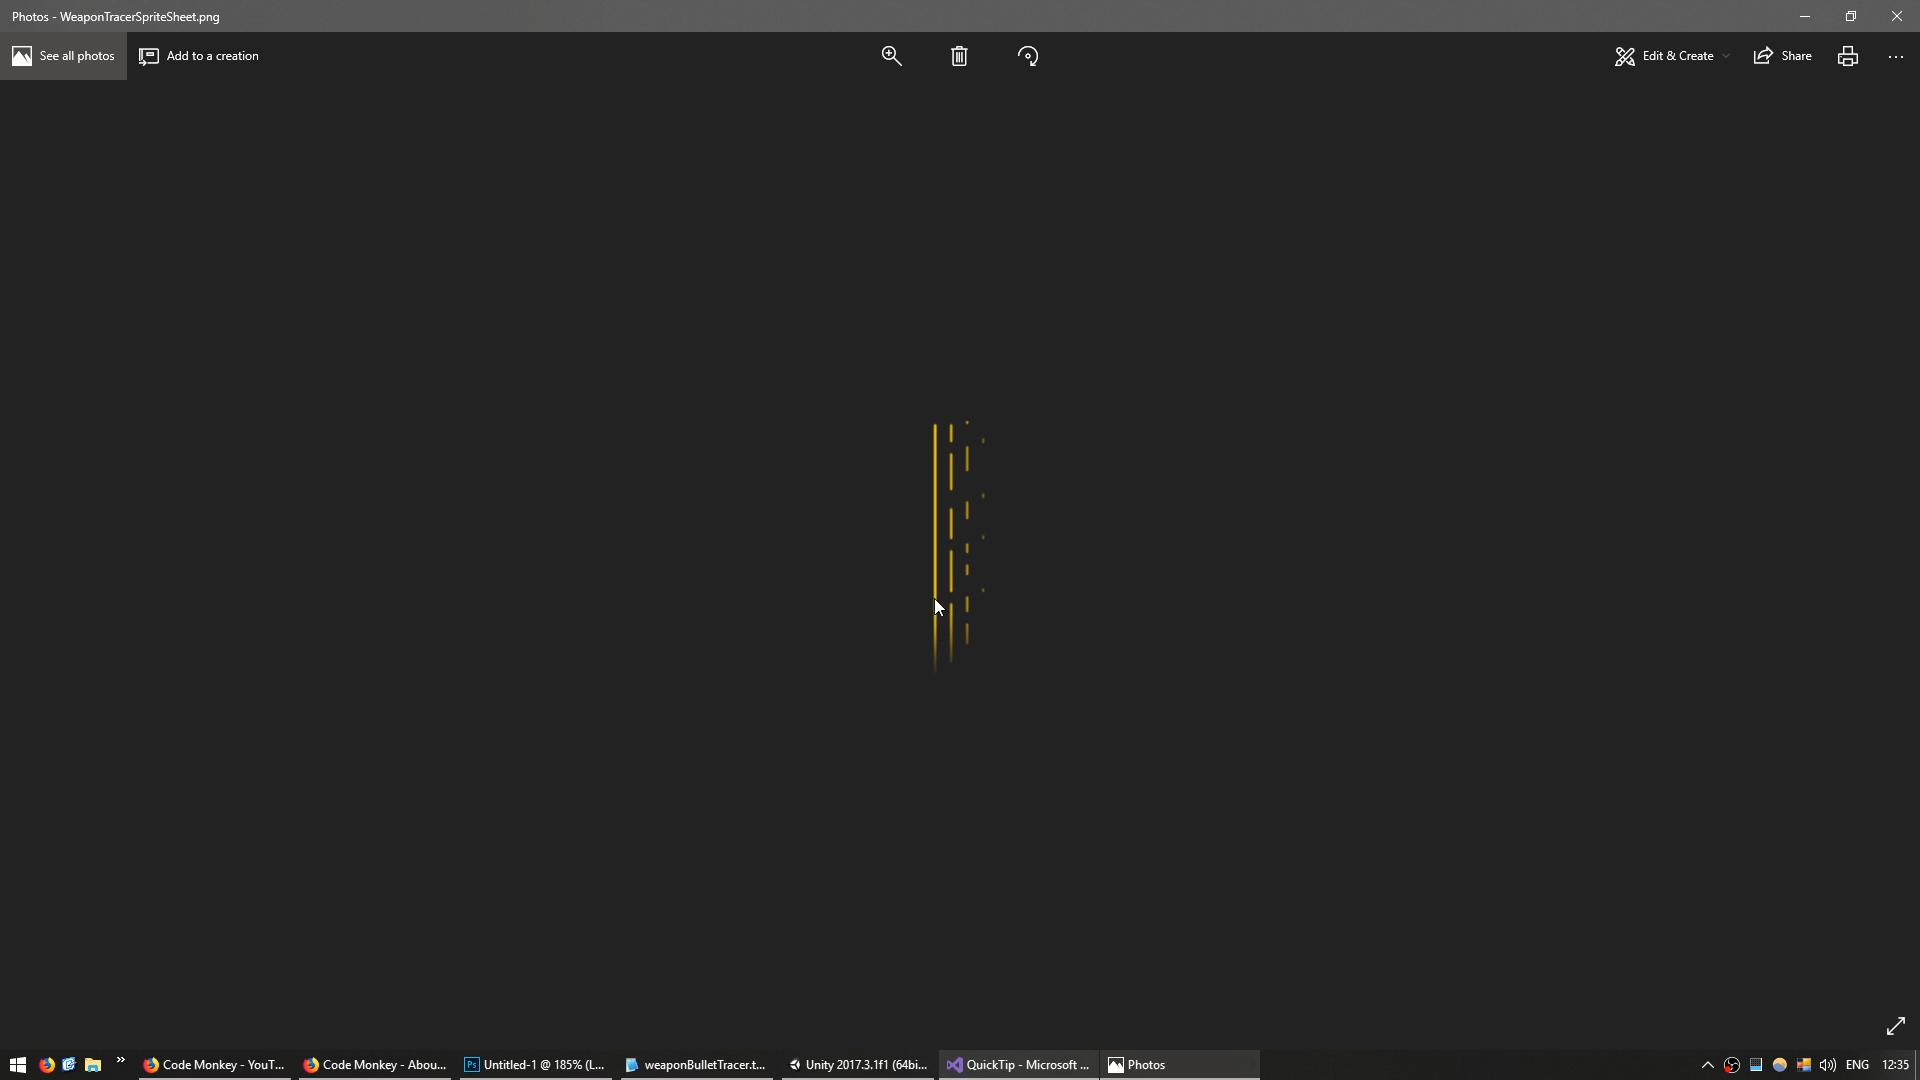 Photos - WeaponTracerSpriteSheet.png
See all photos
Add to a creation
Edit & Create
Share
Code Monkey - YouT...
Code Monkey - Abou...
Ps
Untitled-1 @ 185% (L...
weaponBulletTracer.t...
Unity 2017.3.1f1 (64bi...
QuickTip - Microsoft ...
Photos
ENG
12:35